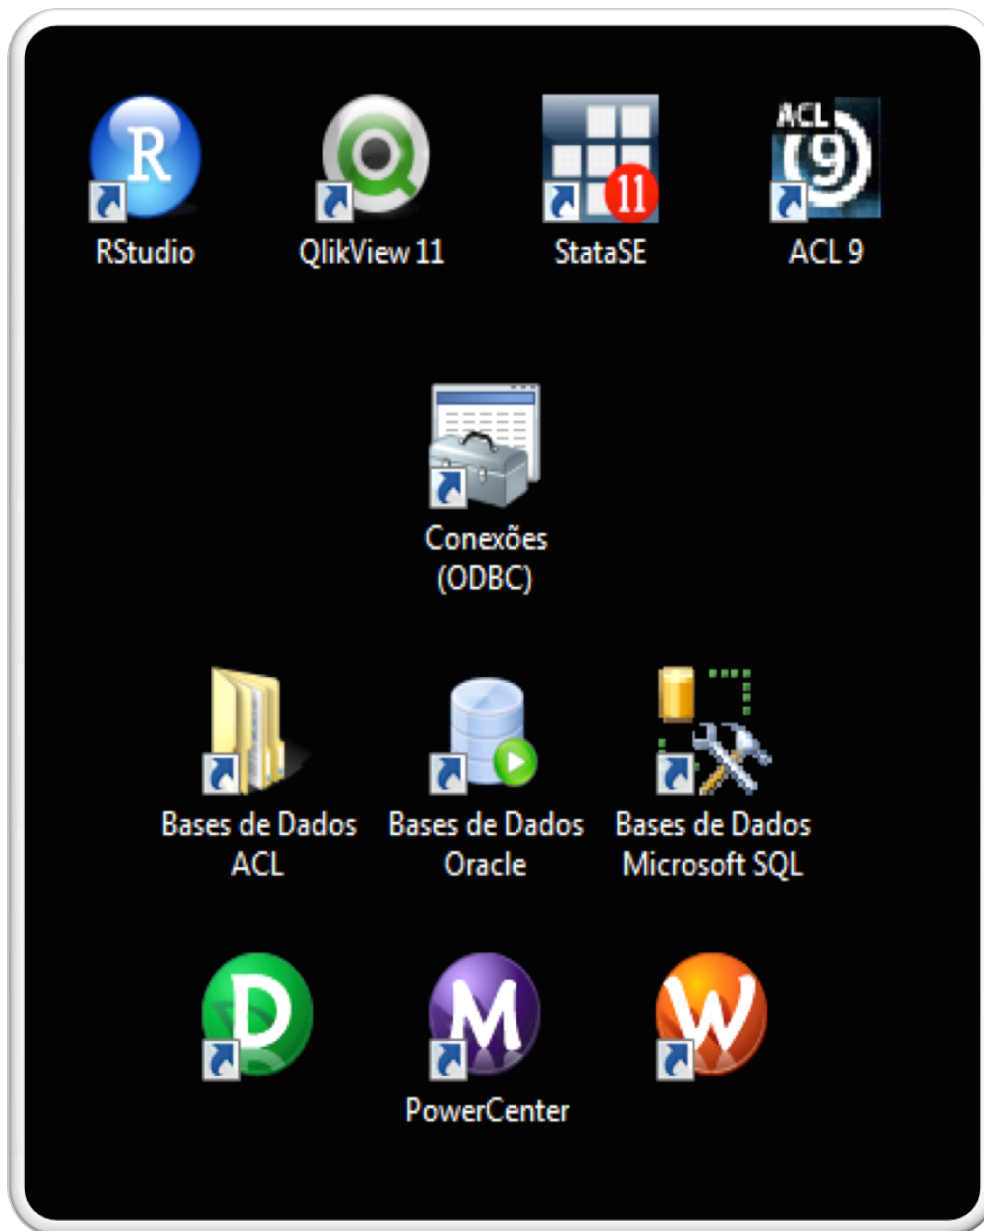 R
11
ACL
9
RStudio
QlikView 11
StataSE
ACL 9
Conexões
(ODBC)
Bases de Dados
ACL
Bases de Dados
Oracle
Bases de Dados
Microsoft SQL
D
M
W
PowerCenter